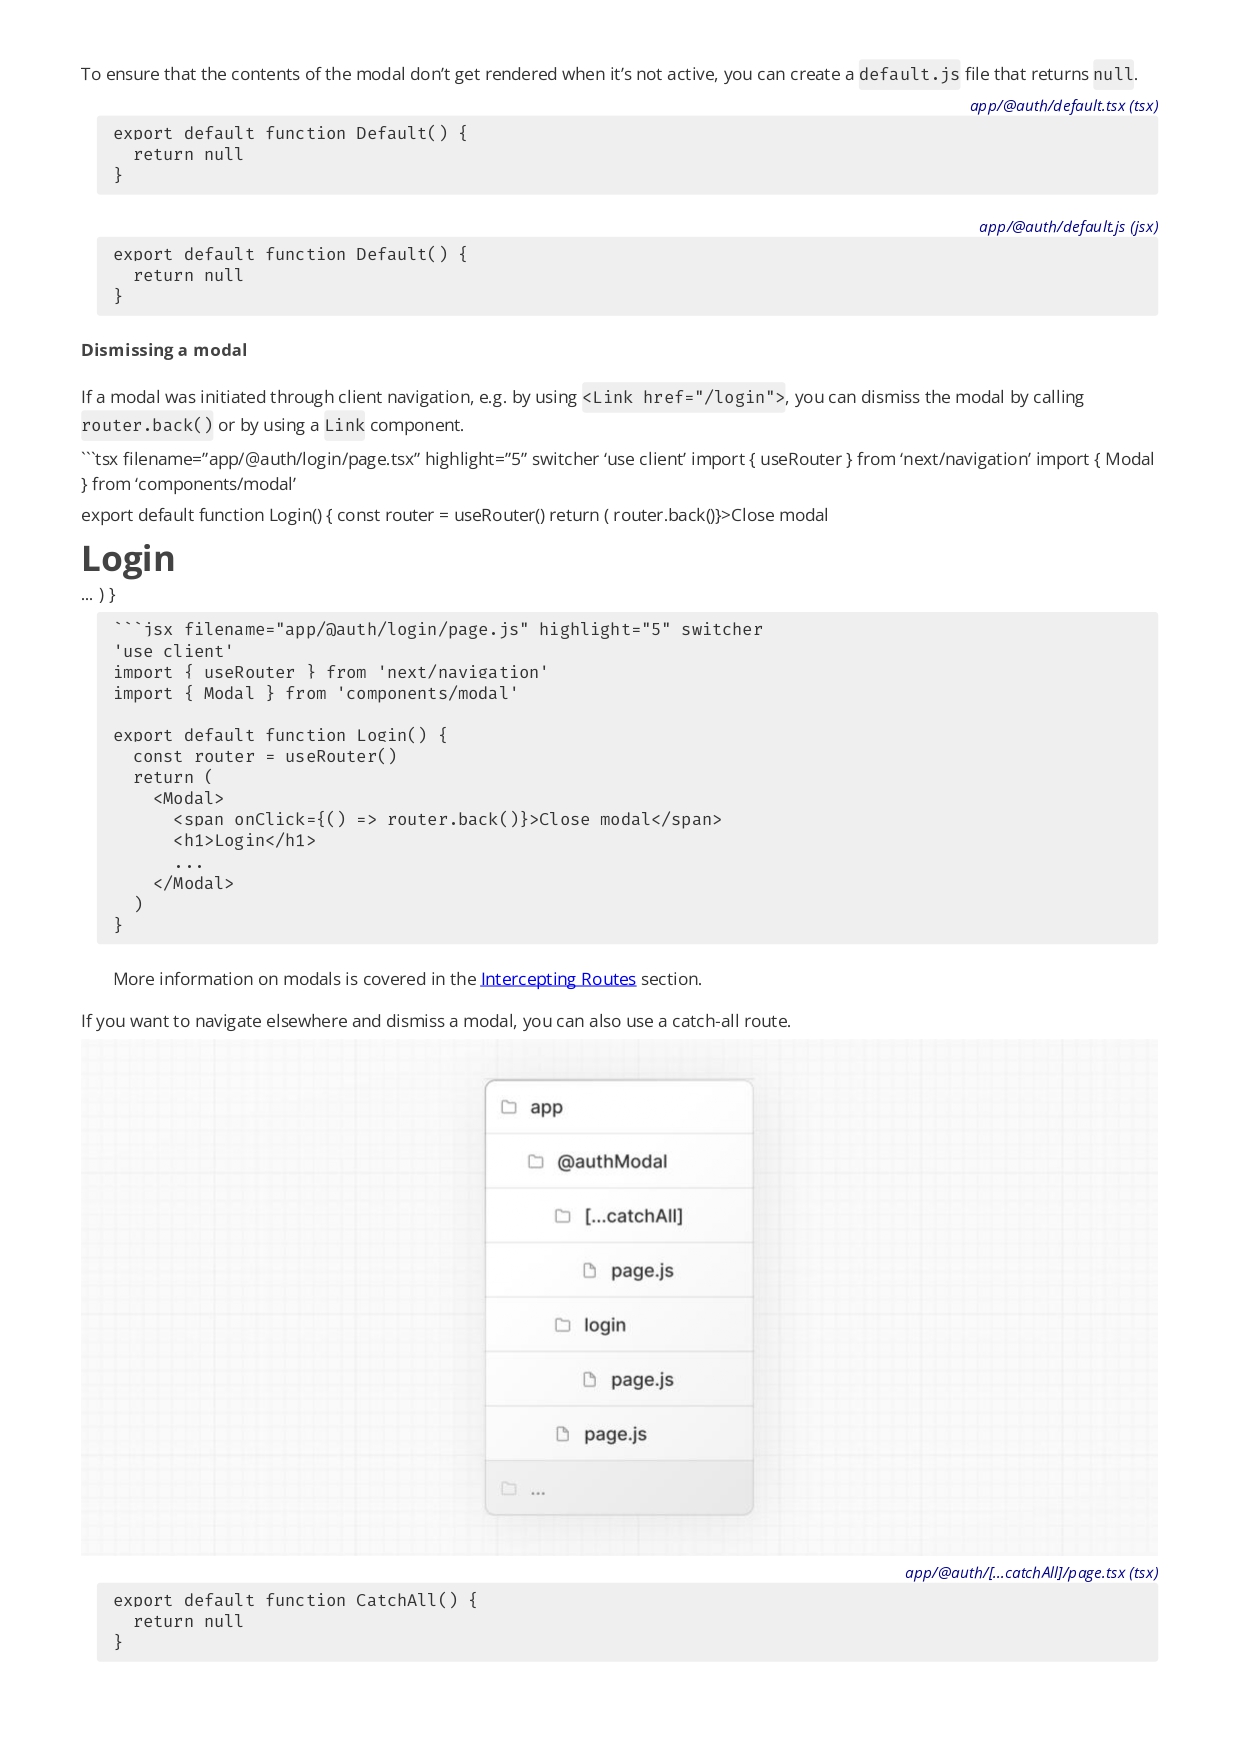 To ensure that the contents of the modal don’t get rendered when it’s not active, you can create a default.js file that returns null.
app/@auth/default.tsx (tsx)
export default function Default() {
  return null
}
app/@auth/default.js (jsx)
export default function Default() {
  return null
}
Dismissing a modal
If a modal was initiated through client navigation, e.g. by using <Link href="/login">, you can dismiss the modal by calling
router.back() or by using a Link component.
```tsx filename=”app/@auth/login/page.tsx” highlight=”5” switcher ‘use client’ import { useRouter } from ‘next/navigation’ import { Modal
} from ‘components/modal’
export default function Login() { const router = useRouter() return ( router.back()}>Close modal
Login
… ) }
```jsx filename="app/@auth/login/page.js" highlight="5" switcher
'use client'
import { useRouter } from 'next/navigation'
import { Modal } from 'components/modal'
export default function Login() {
  const router = useRouter()
  return (
    <Modal>
      <span onClick={() => router.back()}>Close modal</span>
      <h1>Login</h1>
      ...
    </Modal>
  )
}
More information on modals is covered in the Intercepting Routes section.
If you want to navigate elsewhere and dismiss a modal, you can also use a catch-all route.
app
@authModal
[...catchAll]
page.js
login
page.js
page.js
...
app/@auth/[...catchAll]/page.tsx (tsx)
export default function CatchAll() {
  return null
}